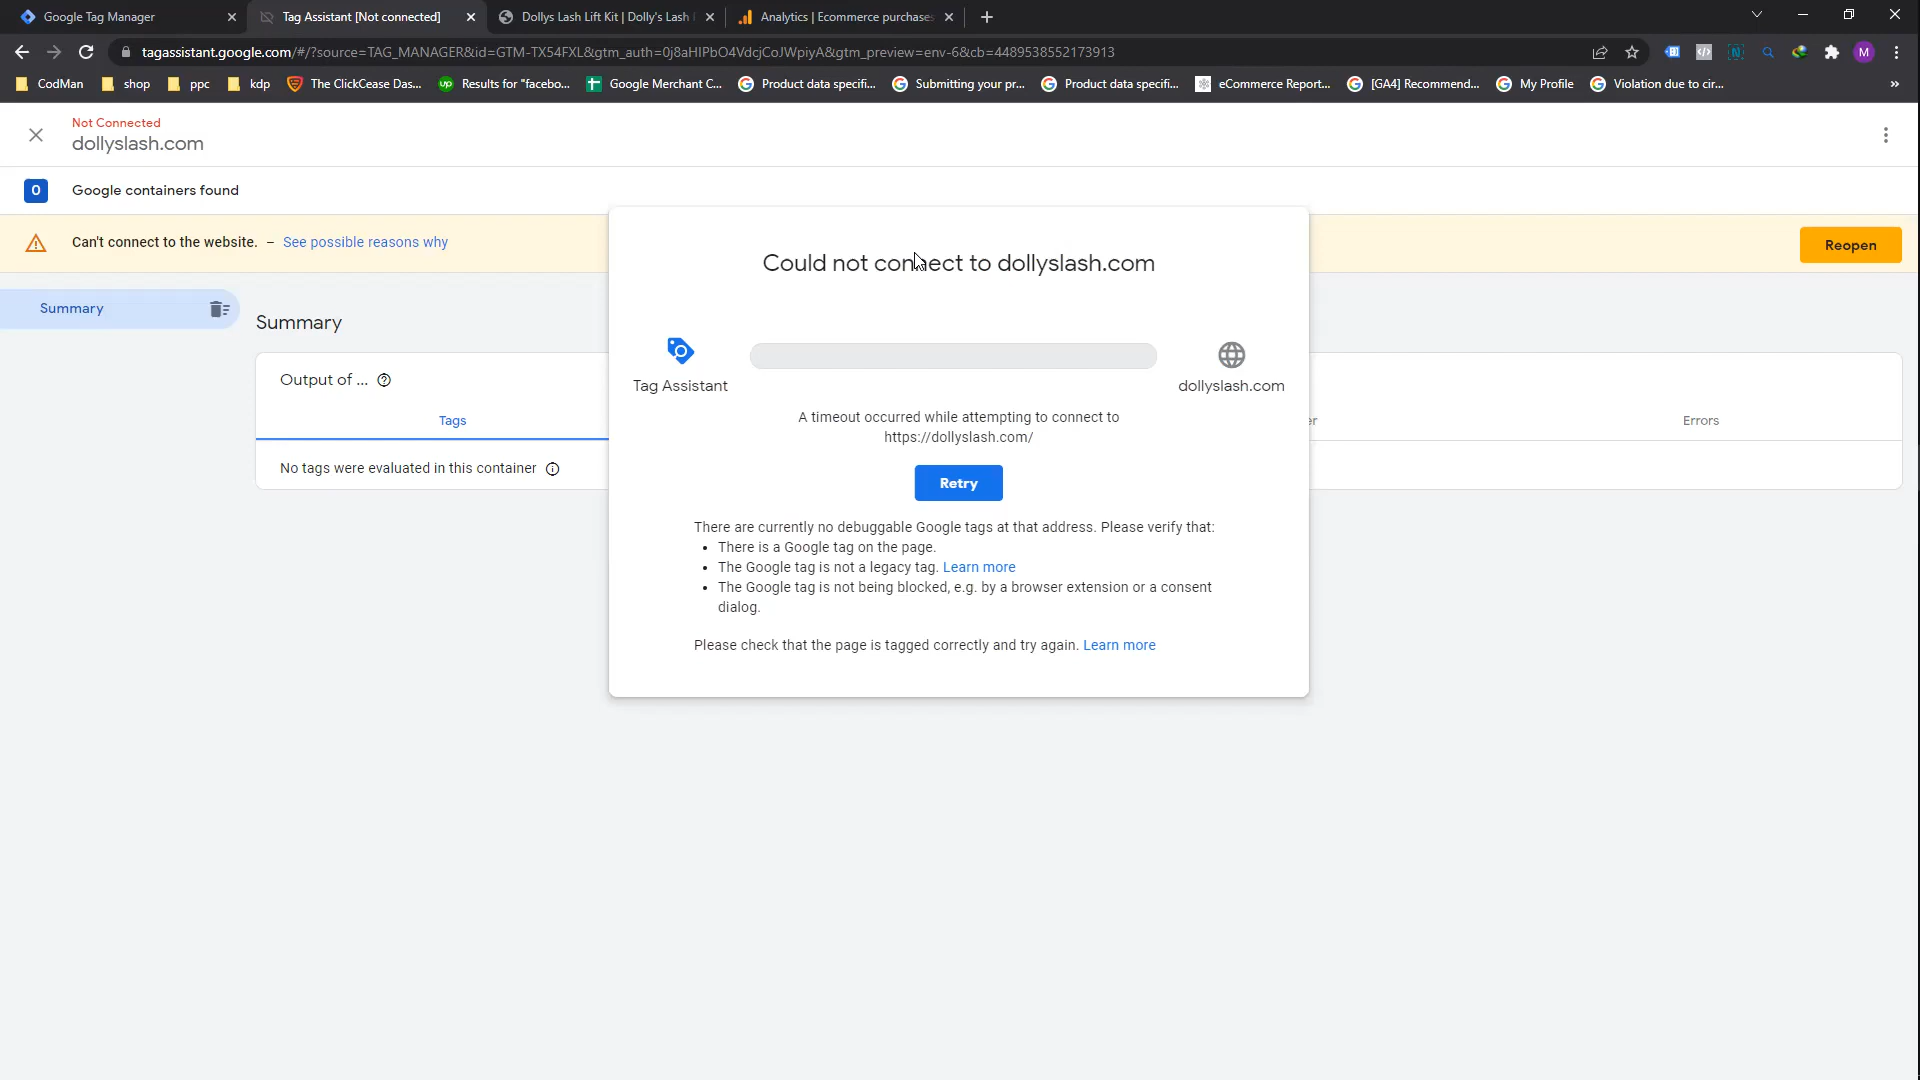 Google Tag Manager
Tag Assistant [Not connected]
Dollys Lash Lift Kit | Dolly's Lash
Analytics | Ecommerce purchases
tagassistant.google.com/#/?source=TAG_MANAGER&id=GTM-TX54FXL&gtm_auth=0j8aHIPbO4VdcjCoJWpiyA&gtm_preview=env-6&cb=4489538552173913
M
CodMan
shop
ppc
kdp
The ClickCease Das...
Results for "facebo...
Google Merchant C...
Product data specifi...
Submitting your pr...
Product data specifi...
eCommerce Report...
[GA4] Recommend...
My Profile
Violation due to cir...
»
Not Connected
dollyslash.com
0
Google containers found
Can't connect to the website. – See possible reasons why
Reopen
Summary
Summary
Output of ...
Tags
er
Errors
No tags were evaluated in this container
Could not connect to dollyslash.com
Tag Assistant
dollyslash.com
A timeout occurred while attempting to connect to
https://dollyslash.com/
Retry
There are currently no debuggable Google tags at that address. Please verify that:
• There is a Google tag on the page.
• The Google tag is not a legacy tag. Learn more
• The Google tag is not being blocked, e.g. by a browser extension or a consent
dialog.
Please check that the page is tagged correctly and try again. Learn more